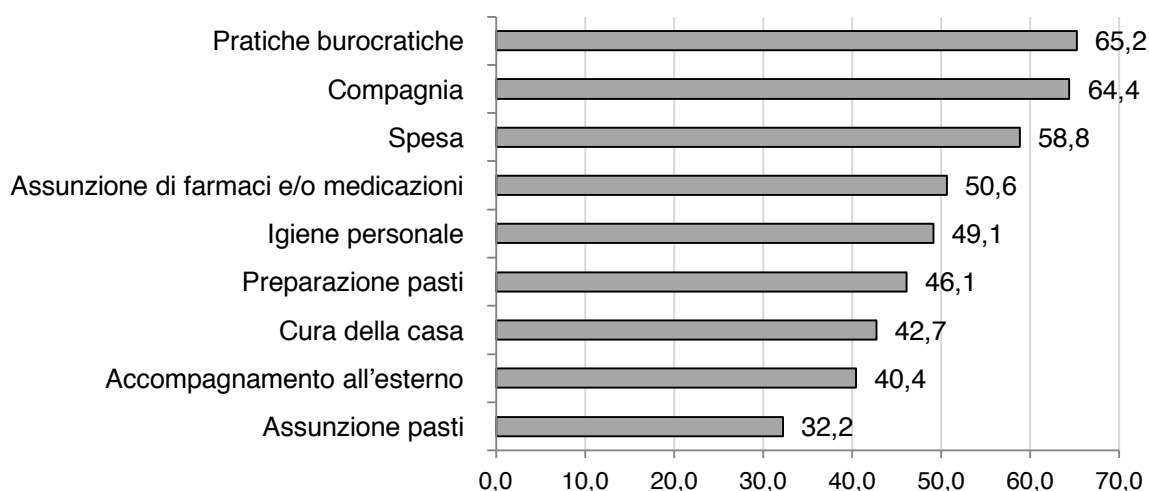 Pratiche burocratiche 65,2
Compagnia 64,4
Spesa 58,8
Assunzione di farmaci e/o medicazioni 50,6
Igiene personale 49,1
Preparazione pasti 46,1
Cura della casa 42,7
Accompagnamento all’esterno 40,4
Assunzione pasti 32,2
0,0 10,0 20,0 30,0 40,0 50,0 60,0 70,0